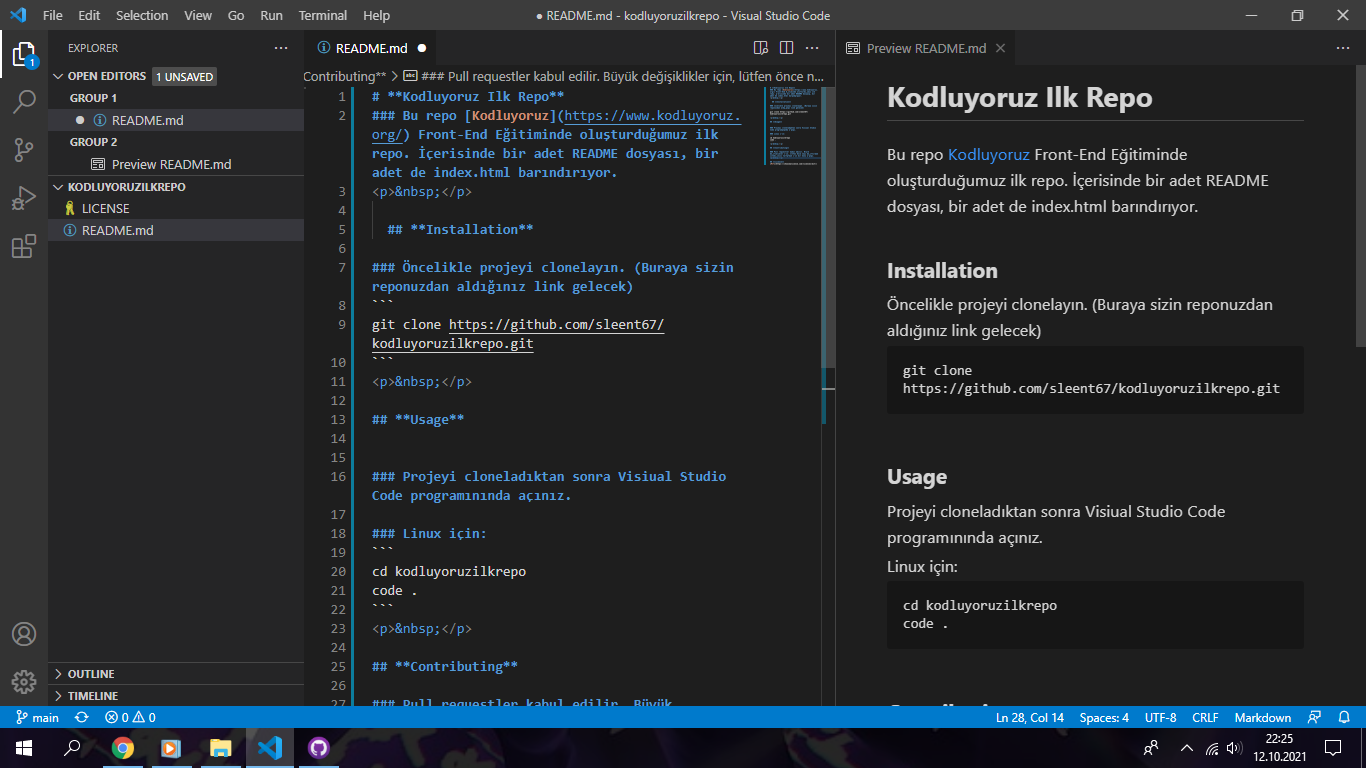 File Edit Selection View Go Run Terminal Help
● README.md - kodluyoruzilkrepo - Visual Studio Code
EXPLORER
OPEN EDITORS 1 UNSAVED
GROUP 1
README.md
GROUP 2
Preview README.md
KODLUYORUZILKREPO
LICENSE
README.md
OUTLINE
TIMELINE
README.md
Contributing** > ### Pull requestler kabul edilir. Büyük değişiklikler için, lütfen önce n...
1 # **Kodluyoruz Ilk Repo**
2 ### Bu repo [Kodluyoruz](https://www.kodluyoruz.
org/) Front-End Eğitiminde oluşturduğumuz ilk
repo. İçerisinde bir adet README dosyası, bir
adet de index.html barındırıyor.
3 <p>&nbsp;</p>
4
5 ## **Installation**
6
7 ### Öncelikle projeyi clonelayın. (Buraya sizin
reponuzdan aldığınız link gelecek)
8 ```
9 git clone https://github.com/sleent67/
kodluyoruzilkrepo.git
10 ```
11 <p>&nbsp;</p>
12
13 ## **Usage**
14
15
16 ### Projeyi cloneladıktan sonra Visiual Studio
Code programınında açınız.
17
18 ### Linux için:
19 ```
20 cd kodluyoruzilkrepo
21 code .
22 ```
23 <p>&nbsp;</p>
24
25 ## **Contributing**
26
27 ### Pull requestler kabul edilir. Büyük
Preview README.md
Kodluyoruz Ilk Repo
Bu repo Kodluyoruz Front-End Eğitiminde
oluşturduğumuz ilk repo. İçerisinde bir adet README
dosyası, bir adet de index.html barındırıyor.
Installation
Öncelikle projeyi clonelayın. (Buraya sizin reponuzdan
aldığınız link gelecek)
git clone
https://github.com/sleent67/kodluyoruzilkrepo.git
Usage
Projeyi cloneladıktan sonra Visiual Studio Code
programınında açınız.
Linux için:
cd kodluyoruzilkrepo
code .
main 0 0
Ln 28, Col 14 Spaces: 4 UTF-8 CRLF Markdown
22:25
12.10.2021